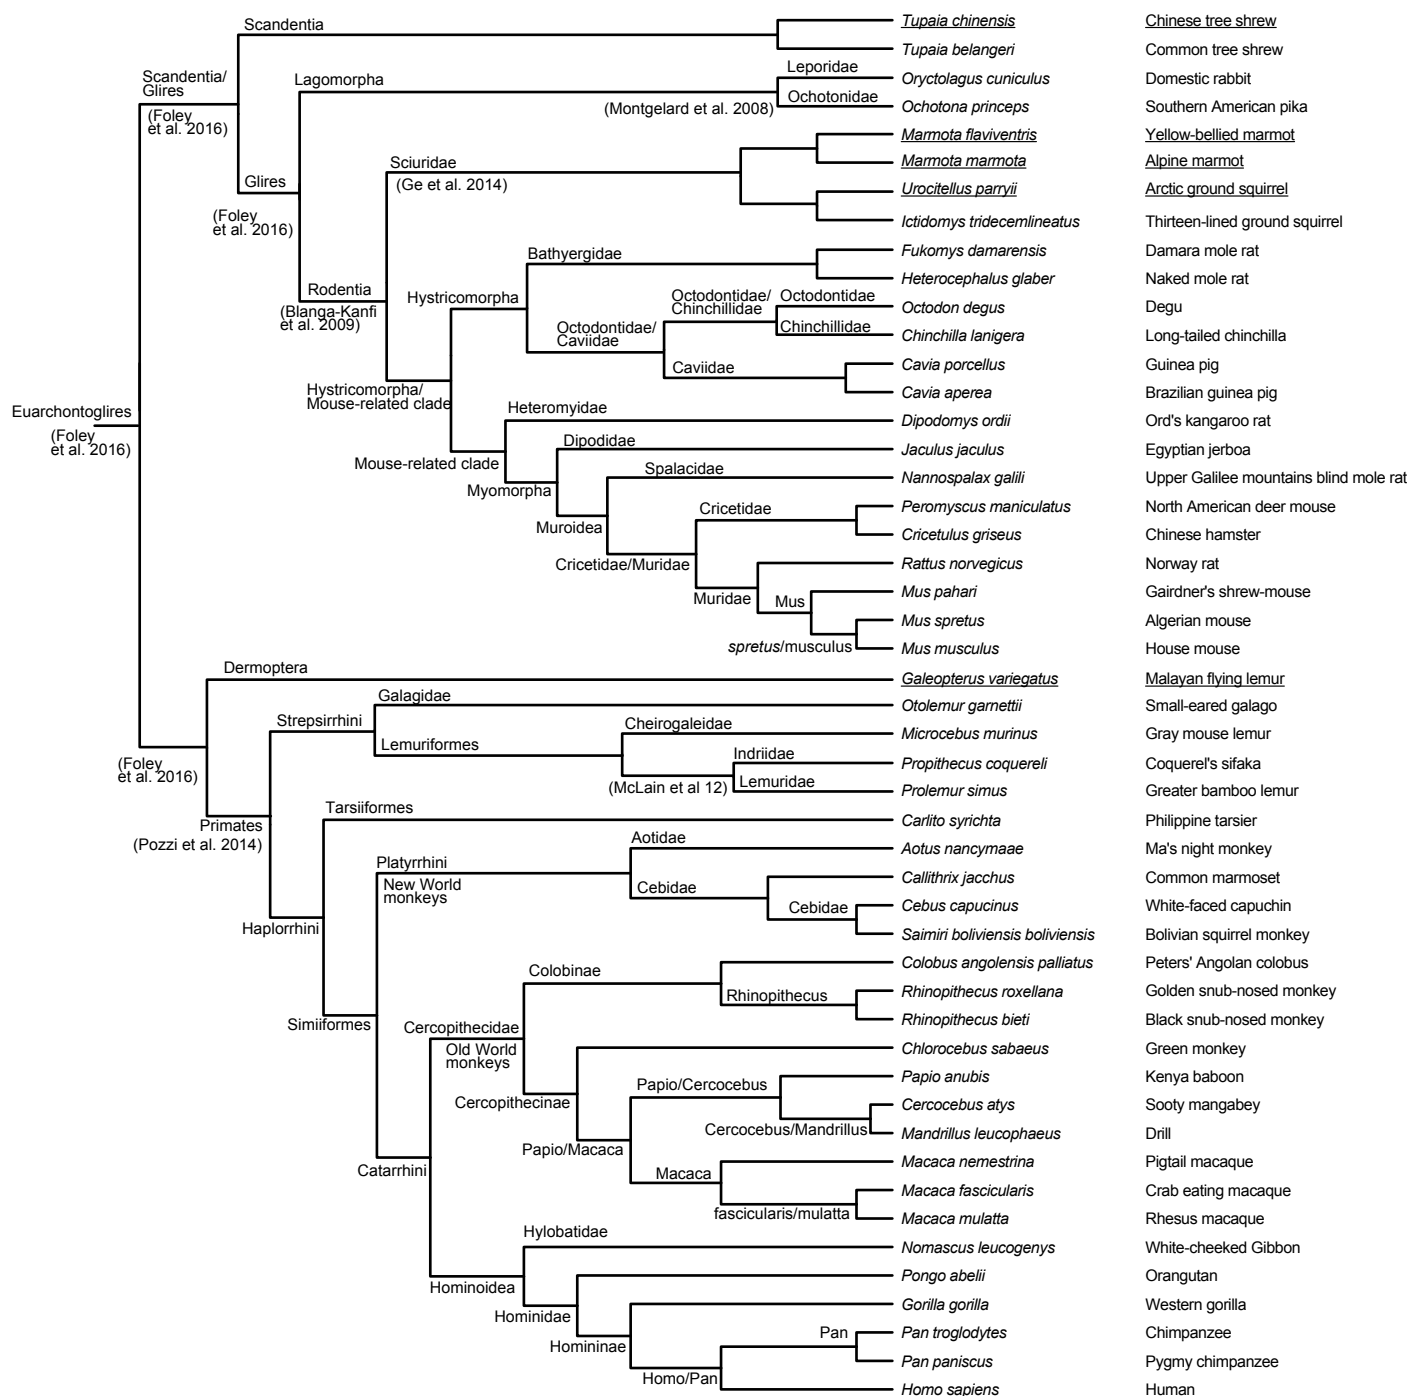 Scandentia
Tupaia chinensis Chinese tree shrew
Tupaia belangeri Common tree shrew
Scandentia/
Glires
(Foley
et al. 2016)
Lagomorpha
Leporidae
Oryctolagus cuniculus Domestic rabbit
(Montgelard et al. 2008)
Ochotonidae
Ochotona princeps Southern American pika
Marmota flaviventris Yellow-bellied marmot
Sciuridae
(Ge et al. 2014)
Marmota marmota Alpine marmot
Glires
(Foley
et al. 2016)
Urocitellus parryii Arctic ground squirrel
Ictidomys tridecemlineatus Thirteen-lined ground squirrel
Bathyergidae
Fukomys damarensis Damara mole rat
Heterocephalus glaber Naked mole rat
Rodentia
(Blanga-Kanfi
et al. 2009)
Hystricomorpha
Octodontidae/
Chinchillidae
Octodontidae
Octodon degus Degu
Octodontidae/
Caviidae
Chinchillidae
Chinchilla lanigera Long-tailed chinchilla
Caviidae
Cavia porcellus Guinea pig
Cavia aperea Brazilian guinea pig
Hystricomorpha/
Mouse-related clade
Euarchontoglires
(Foley
et al. 2016)
Heteromyidae
Dipodomys ordii Ord's kangaroo rat
Dipodidae
Jaculus jaculus Egyptian jerboa
Mouse-related clade
Spalacidae
Nannospalax galili Upper Galilee mountains blind mole rat
Myomorpha
Cricetidae
Peromyscus maniculatus North American deer mouse
Muroidea
Cricetulus griseus Chinese hamster
Cricetidae/Muridae
Rattus norvegicus Norway rat
Muridae
Mus
Mus pahari Gairdner's shrew-mouse
Mus spretus Algerian mouse
spretus/musculus
Mus musculus House mouse
Dermoptera
Galeopterus variegatus Malayan flying lemur
Galagidae
Otolemur garnettii Small-eared galago
Strepsirrhini
Cheirogaleidae
Microcebus murinus Gray mouse lemur
Lemuriformes
Indriidae
Propithecus coquereli Coquerel's sifaka
(Foley
et al. 2016)
(McLain et al 12)
Lemuridae
Prolemur simus Greater bamboo lemur
Tarsiiformes
Carlito syrichta Philippine tarsier
Primates
(Pozzi et al. 2014)
Aotidae
Aotus nancymaae Ma's night monkey
Platyrrhini
New World
monkeys
Callithrix jacchus Common marmoset
Cebidae
Cebidae
Cebus capucinus White-faced capuchin
Haplorrhini
Saimiri boliviensis boliviensis Bolivian squirrel monkey
Colobinae
Colobus angolensis palliatus Peters' Angolan colobus
Rhinopithecus
Rhinopithecus roxellana Golden snub-nosed monkey
Simiiformes
Rhinopithecus bieti Black snub-nosed monkey
Cercopithecidae
Old World
monkeys
Chlorocebus sabaeus Green monkey
Papio/Cercocebus
Papio anubis Kenya baboon
Cercopithecinae
Cercocebus atys Sooty mangabey
Cercocebus/Mandrillus
Mandrillus leucophaeus Drill
Papio/Macaca
Catarrhini
Macaca nemestrina Pigtail macaque
Macaca
Macaca fascicularis Crab eating macaque
fascicularis/mulatta
Macaca mulatta Rhesus macaque
Hylobatidae
Nomascus leucogenys White-cheeked Gibbon
Hominoidea
Pongo abelii Orangutan
Hominidae
Gorilla gorilla Western gorilla
Homininae
Pan
Pan troglodytes Chimpanzee
Pan paniscus Pygmy chimpanzee
Homo/Pan
Homo sapiens Human